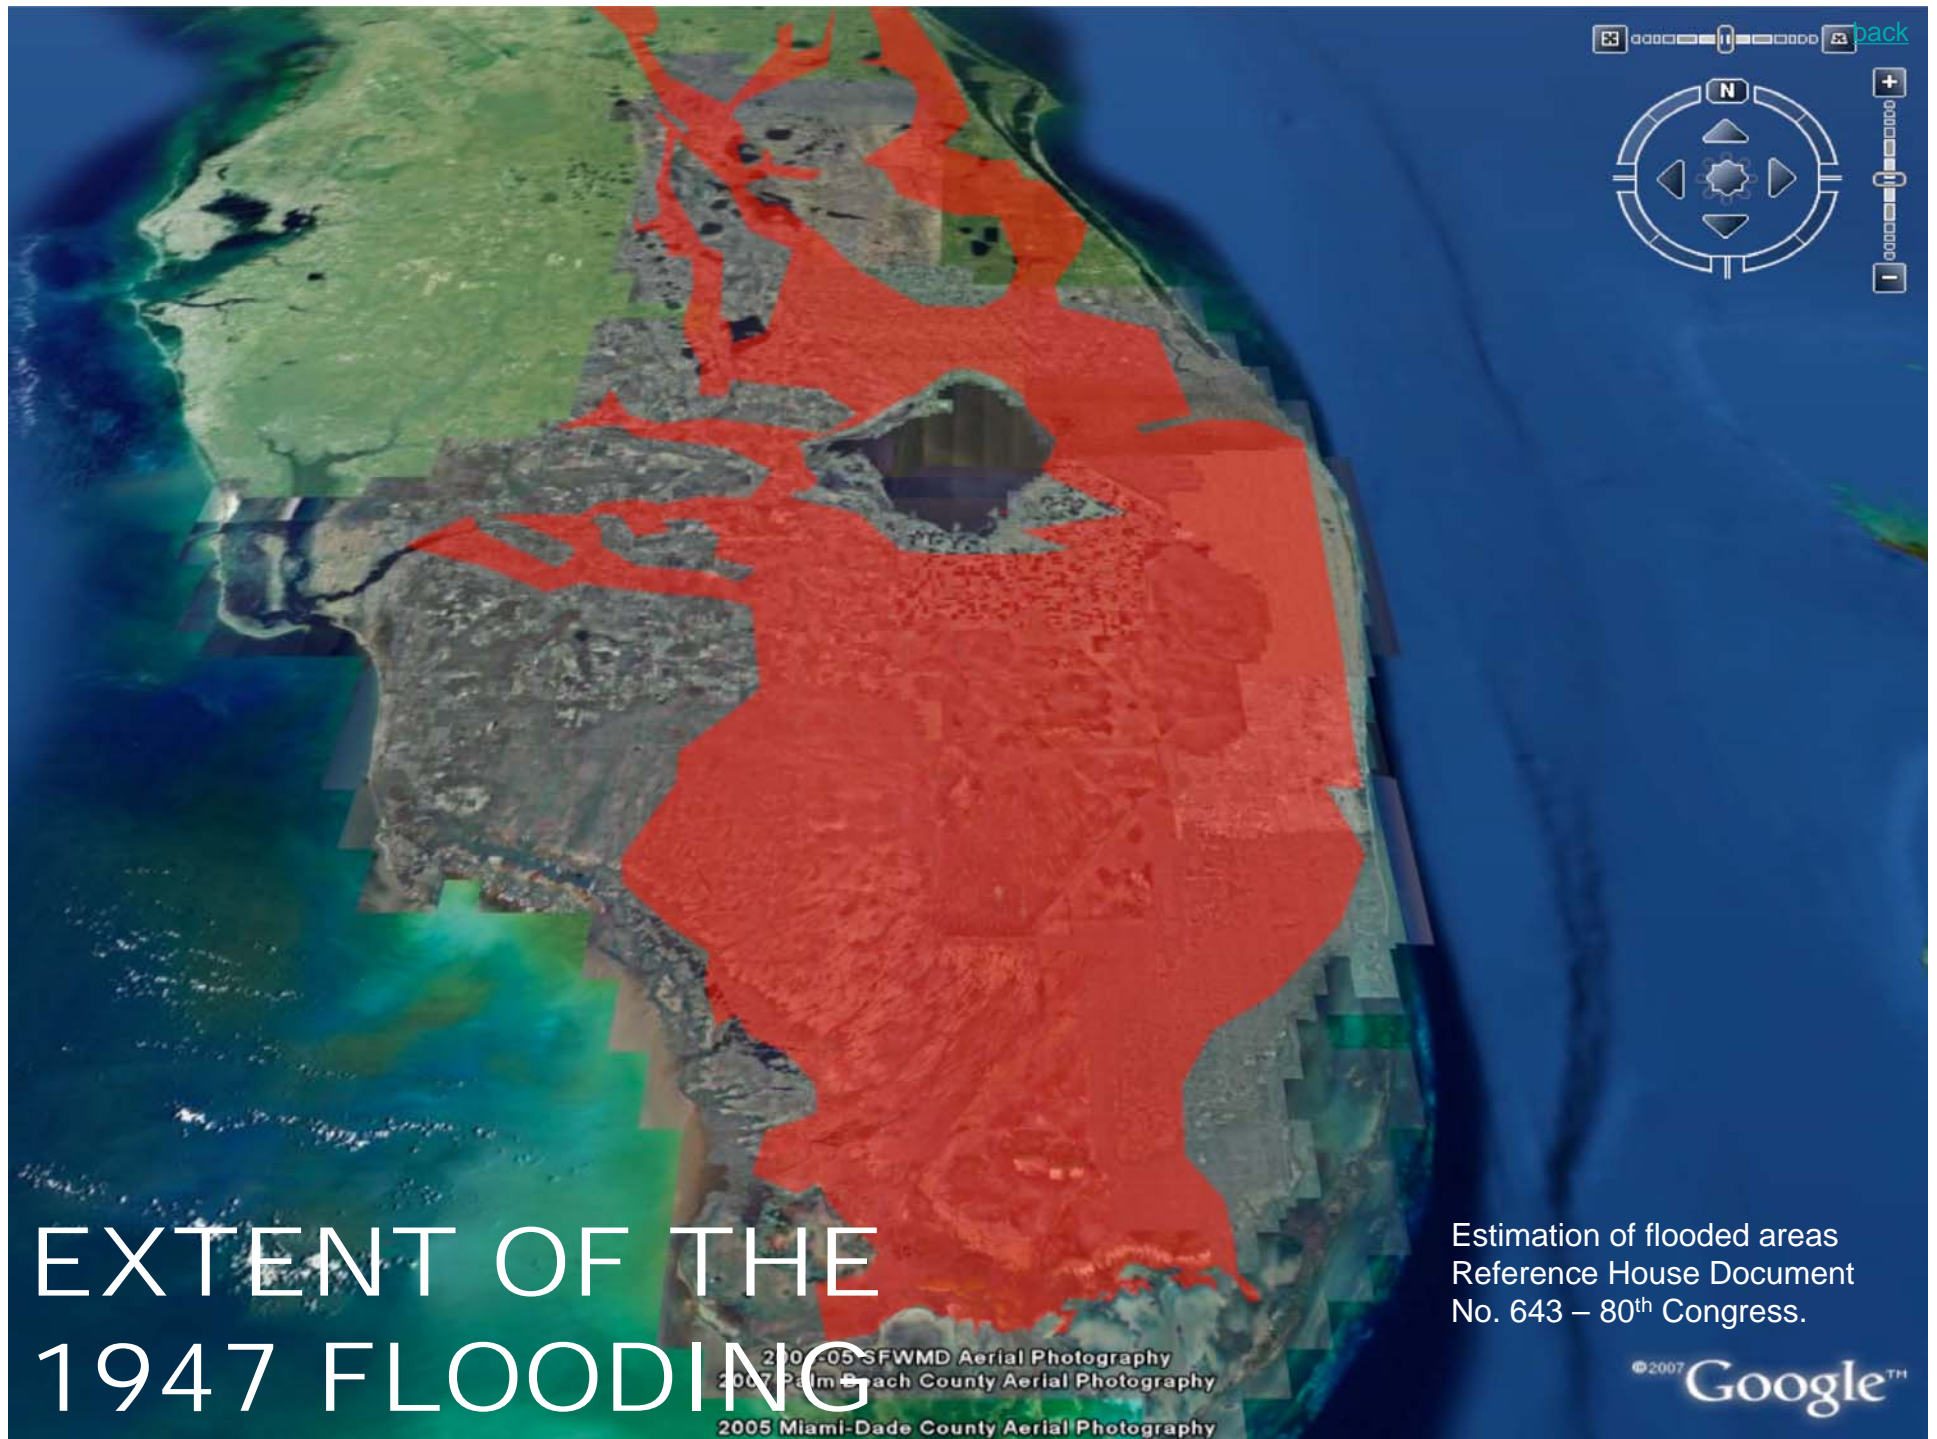 back
N
EXTENT OF THE
1947 FLOODING
Estimation of flooded areas
Reference House Document
No. 643 – 80th Congress.
-05 SFWMD Aerial Photography
2007 Palm Beach County Aerial Photography
2005 Miami-Dade County Aerial Photography
©2007 Google™